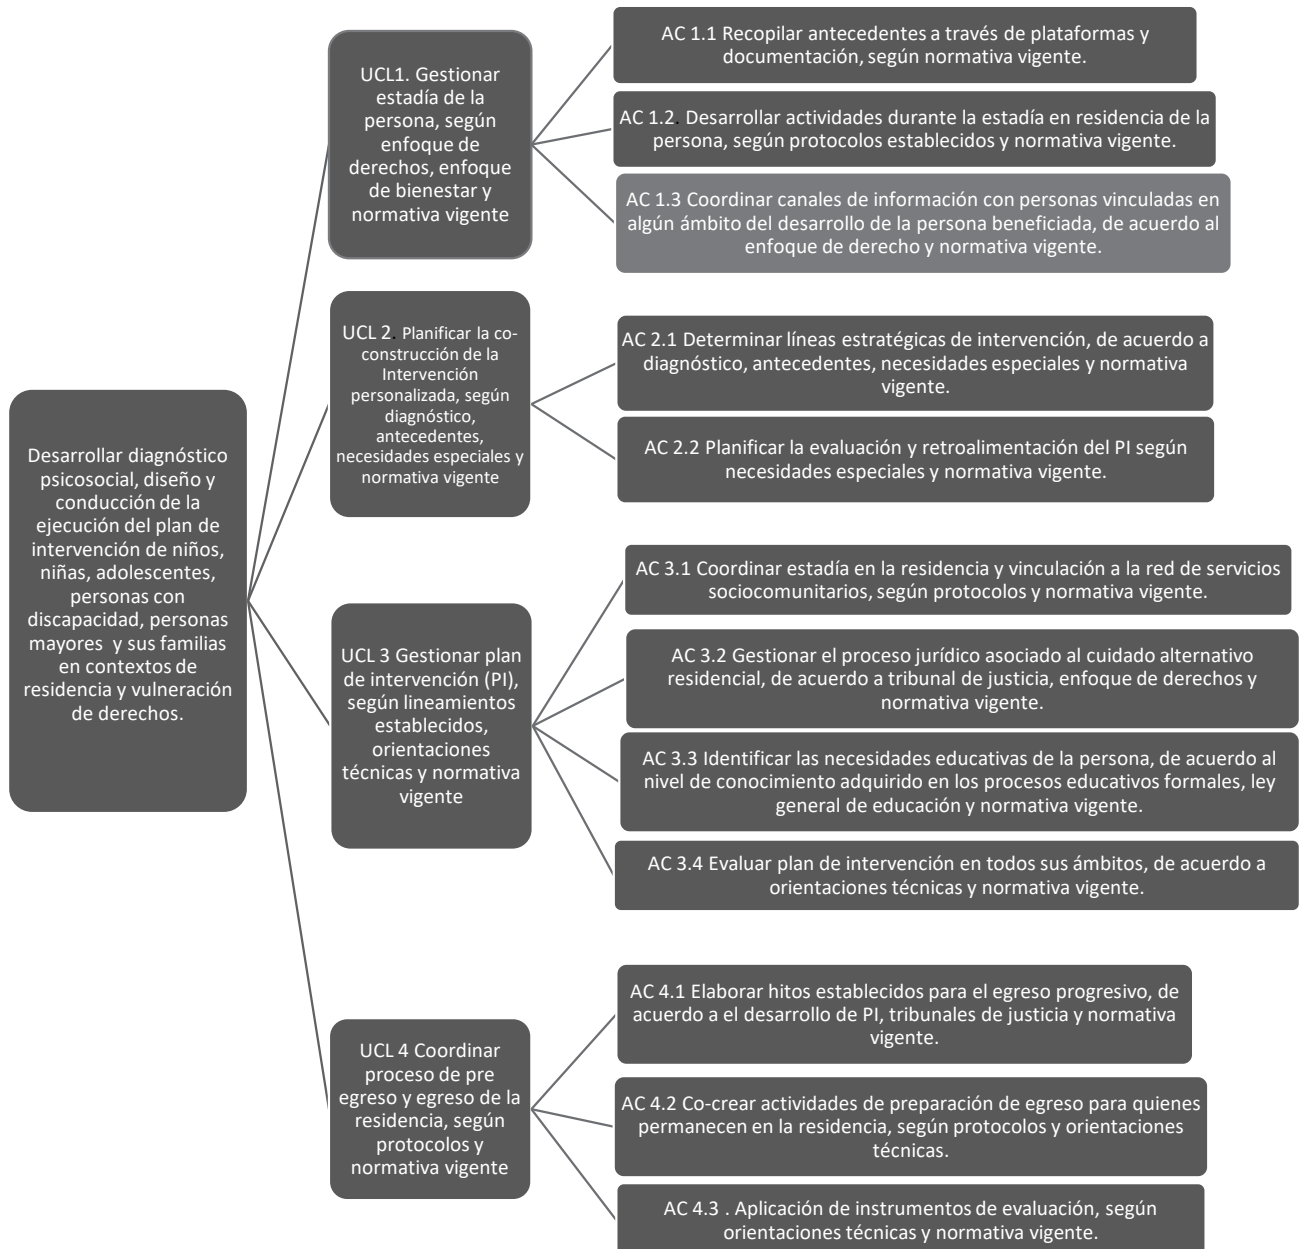 Desarrollar diagnóstico
psicosocial, diseño y
conducción de la
ejecución del plan de
intervención de niños,
niñas, adolescentes,
personas con
discapacidad, personas
mayores y sus familias
en contextos de
residencia y vulneración
de derechos.
UCL1. Gestionar
estadía de la
persona, según
enfoque de
derechos, enfoque
de bienestar y
normativa vigente
AC 1.1 Recopilar antecedentes a través de plataformas y
documentación, según normativa vigente.
AC 1.2. Desarrollar actividades durante la estadía en residencia de la
persona, según protocolos establecidos y normativa vigente.
AC 1.3 Coordinar canales de información con personas vinculadas en
algún ámbito del desarrollo de la persona beneficiada, de acuerdo al
enfoque de derecho y normativa vigente.
UCL 2. Planificar la co-
construcción de la
Intervención
personalizada, según
diagnóstico,
antecedentes,
necesidades especiales y
normativa vigente
AC 2.1 Determinar líneas estratégicas de intervención, de acuerdo a
diagnóstico, antecedentes, necesidades especiales y normativa
vigente.
AC 2.2 Planificar la evaluación y retroalimentación del PI según
necesidades especiales y normativa vigente.
UCL 3 Gestionar plan
de intervención (PI),
según lineamientos
establecidos,
orientaciones
técnicas y normativa
vigente
AC 3.1 Coordinar estadía en la residencia y vinculación a la red de servicios
sociocomunitarios, según protocolos y normativa vigente.
AC 3.2 Gestionar el proceso jurídico asociado al cuidado alternativo
residencial, de acuerdo a tribunal de justicia, enfoque de derechos y
normativa vigente.
AC 3.3 Identificar las necesidades educativas de la persona, de acuerdo al
nivel de conocimiento adquirido en los procesos educativos formales, ley
general de educación y normativa vigente.
AC 3.4 Evaluar plan de intervención en todos sus ámbitos, de acuerdo a
orientaciones técnicas y normativa vigente.
UCL 4 Coordinar
proceso de pre
egreso y egreso de la
residencia, según
protocolos y
normativa vigente
AC 4.1 Elaborar hitos establecidos para el egreso progresivo, de
acuerdo a el desarrollo de PI, tribunales de justicia y normativa
vigente.
AC 4.2 Co-crear actividades de preparación de egreso para quienes
permanecen en la residencia, según protocolos y orientaciones
técnicas.
AC 4.3 . Aplicación de instrumentos de evaluación, según
orientaciones técnicas y normativa vigente.